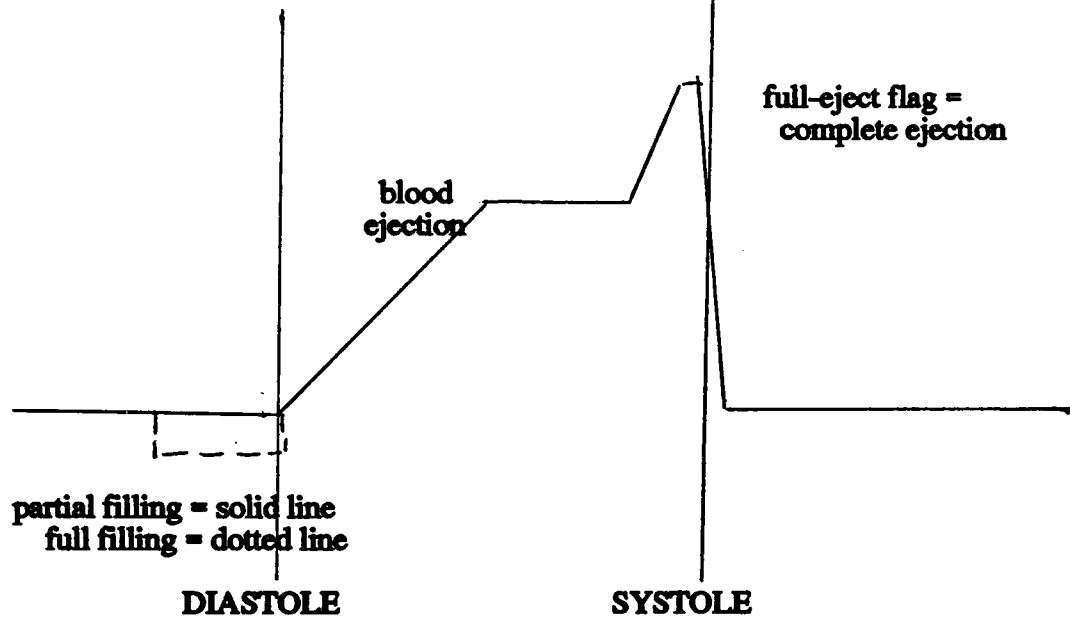 full-eject flag =
complete ejection
blood
ejection
partial filling = solid line
full filling = dotted line
DIASTOLE
SYSTOLE